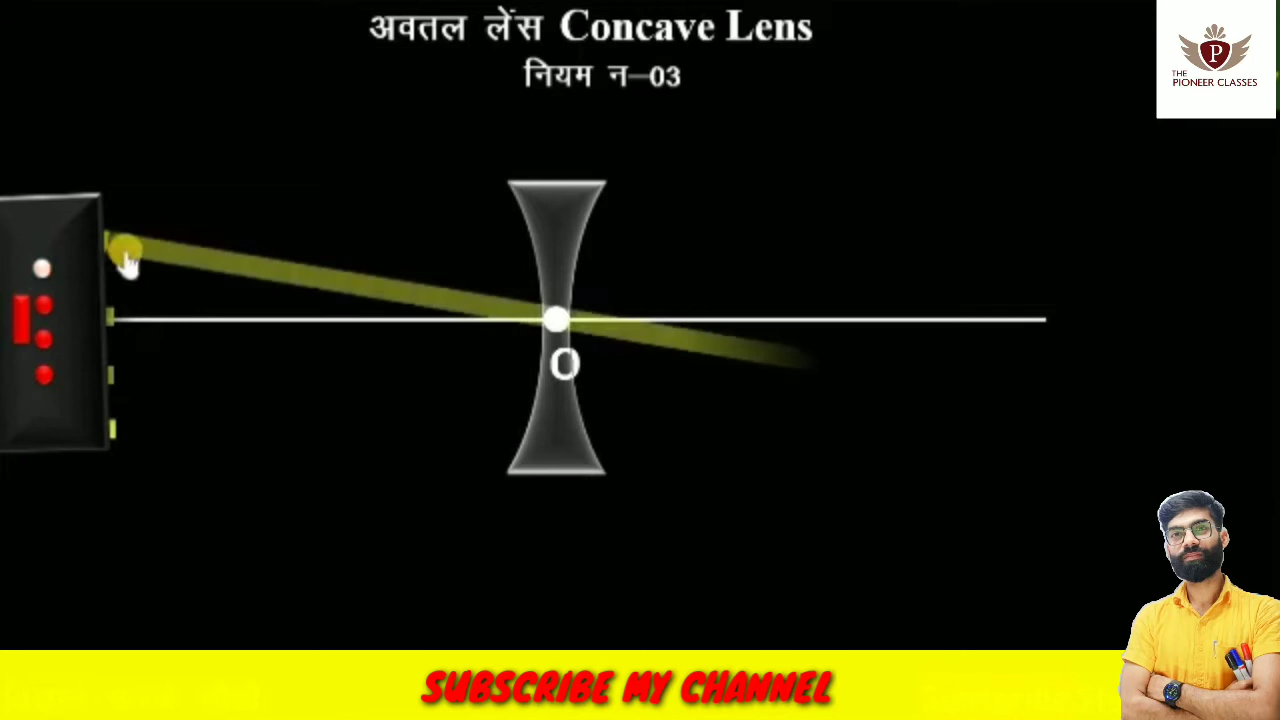 अवतल लेंस Concave Lens
नियम न–03
P
THE
PIONEER CLASSES
O
SUBSCRIBE MY CHANNEL